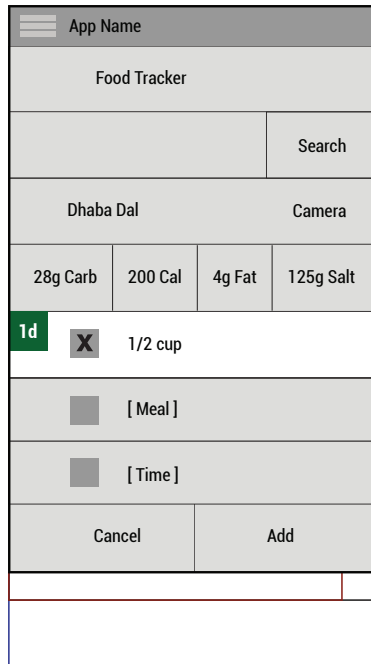 App Name
Food Tracker
Search
Dhaba Dal Camera
28g Carb 200 Cal 4g Fat 125g Salt
1d X 1/2 cup
[ Meal ]
[ Time ]
Cancel Add